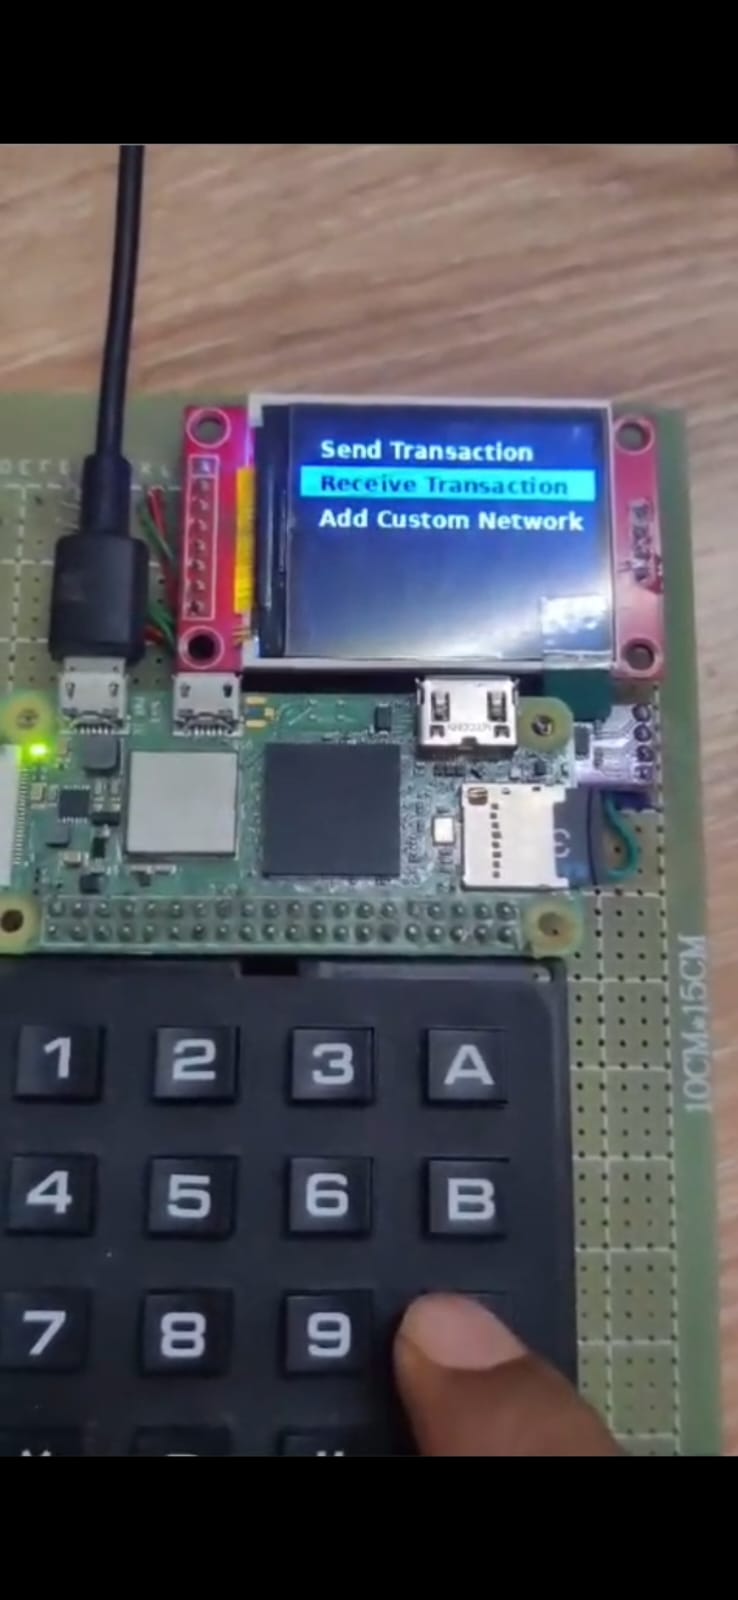 Send Transaction
Receive Transaction
Add Custom Network
1 2 3 A
4 5 6 B
7 8 9
10CM*15CM